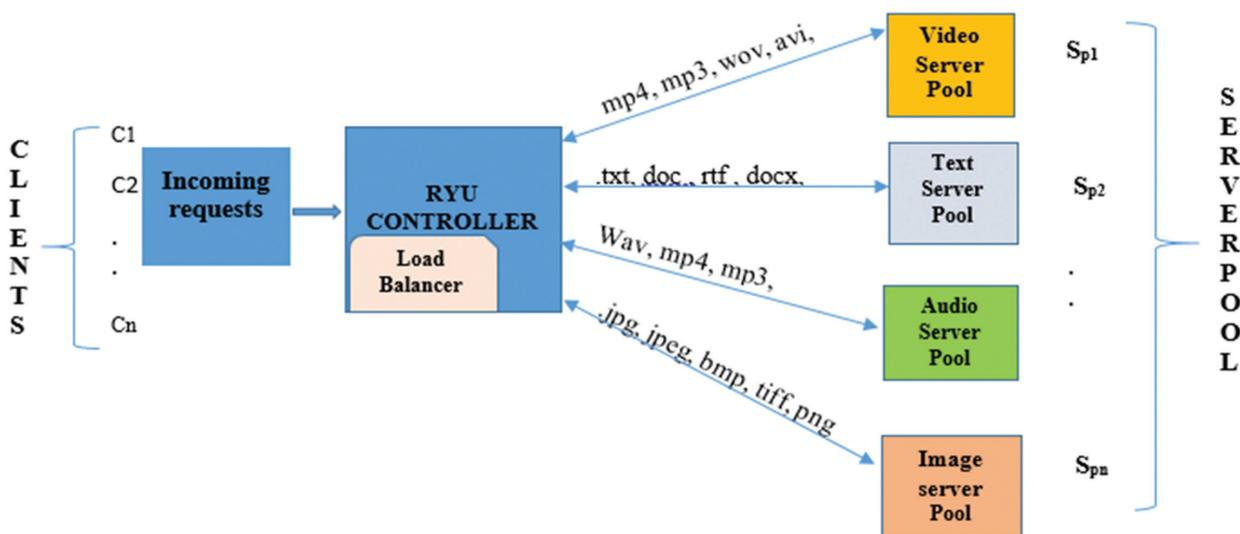 CLIENTS
C1
C2
.
.
Cn
Incoming
requests
RYU
CONTROLLER
Load
Balancer
mp4, mp3, wov, avi,
.txt, doc., rtf , docx,
Wav, mp4, mp3,
.jpg, jpeg, bmp, tiff, png
Video
Server
Pool
Text
Server
Pool
Audio
Server
Pool
Image
server
Pool
Sp1
Sp2
.
.
Spn
SERVERPOOL